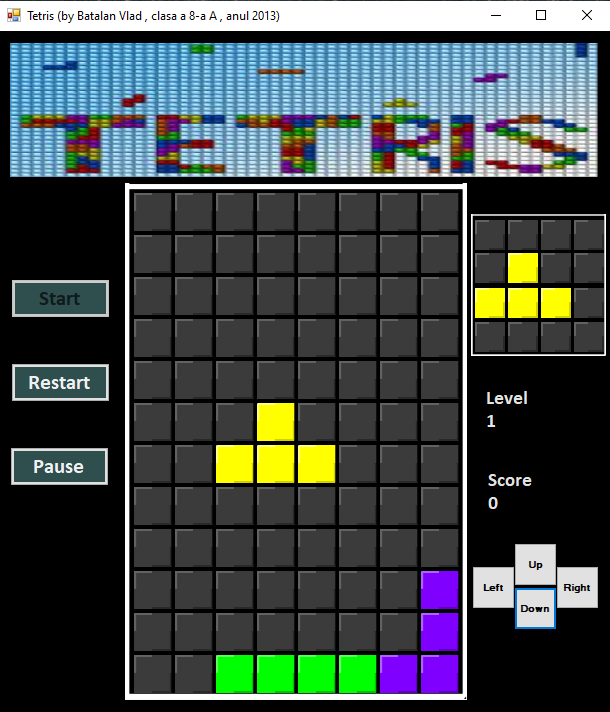 Tetris (by Batalan Vlad , clasa a 8-a A , anul 2013)
TETRIS
Start
Restart
Pause
Level
1
Score
0
Up
Left
Right
Down